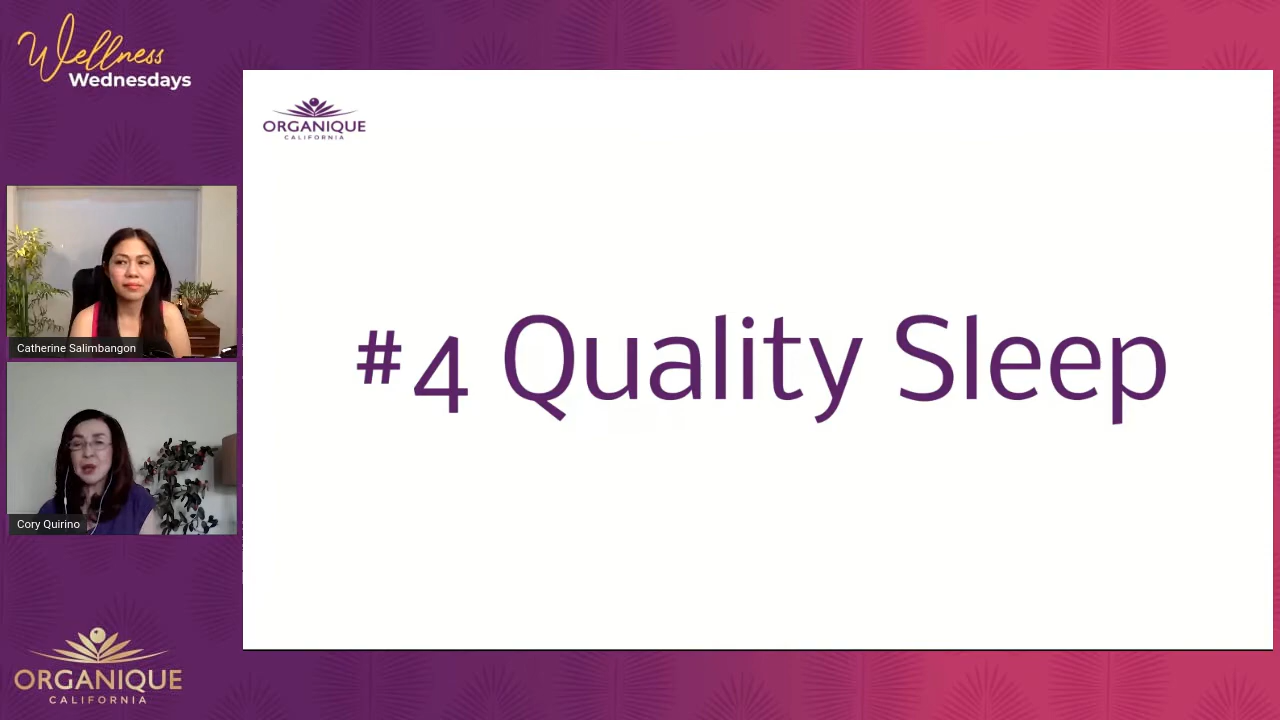 Wellness
Wednesdays
ORGANIQUE
CALIFORNIA
#4 Quality Sleep
Catherine Salimbangon
Cory Quirino
ORGANIQUE
CALIFORNIA